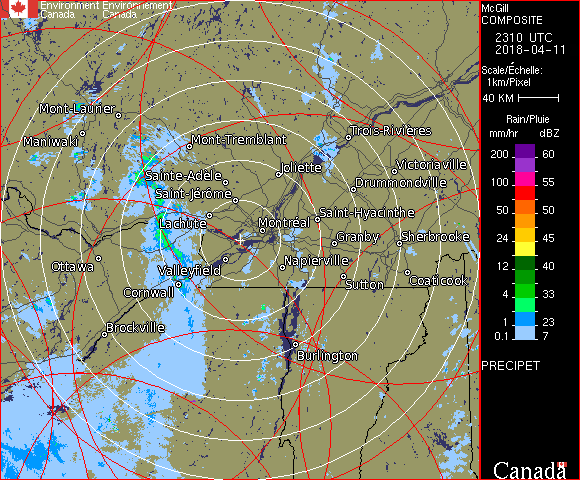 Environment Environnement
Canada Canada
McGill
COMPOSITE
2310 UTC
2018-04-11
Scale/Échelle:
1km/Pixel
40 KM
Rain/Pluie
mm/hr dBZ
200 60
150 57
100 55
50 50
24 45
12 40
4 33
1 23
0.1 7
PRECIPET
Canada
Mont-Laurier
Maniwaki
Mont-Tremblant
Trois-Rivières
Sainte-Adèle
Joliette
Victoriaville
Drummondville
Saint-Jérôme
Lachute
Saint-Hyacinthe
Montréal
Granby
Sherbrooke
Ottawa
Valleyfield
Napierville
Cornwall
Sutton
Coaticook
Brockville
Burlington